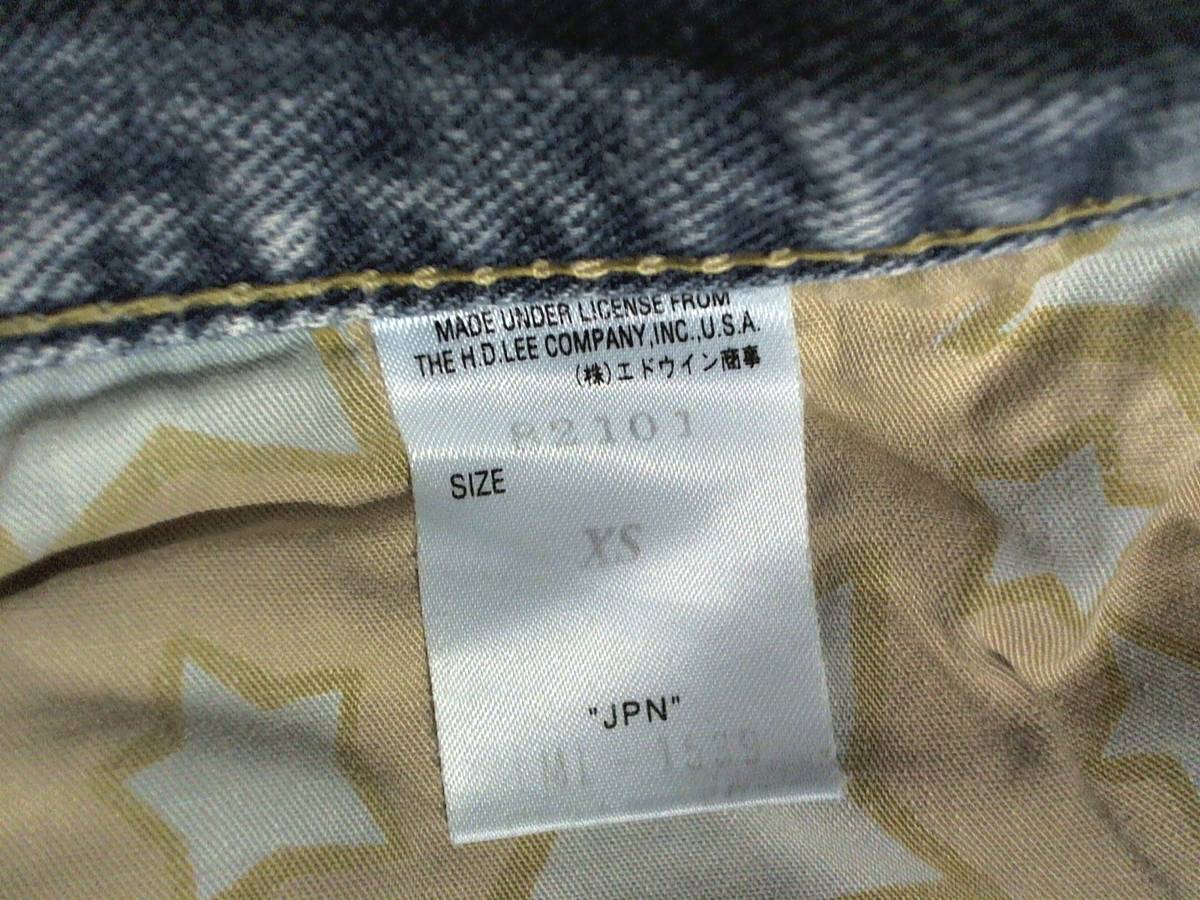 MADE UNDER LICENSE FROM
THE H.D.LEE COMPANY,INC.,U.S.A.
(株)エドウイン商事
82101
SIZE
XS
"JPN"